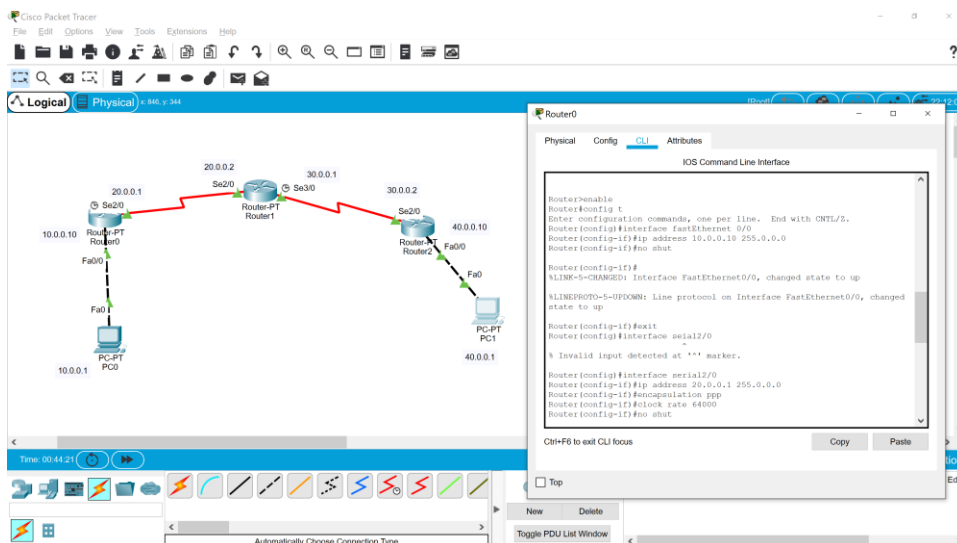 Cisco Packet Tracer
File Edit Options View Tools Extensions Help
?
Logical Physical x: 846, y: 344
[Root]
22:12:0
20.0.0.2
30.0.0.1
20.0.0.1
Se2/0
Se3/0
30.0.0.2
Se2/0
Router-PT
Router1
Se2/0
40.0.0.10
10.0.0.10
Router-PT
Router0
Router-PT
Router2
Fa0/0
Fa0/0
Fa0
Fa0
PC-PT
PC1
PC-PT
PC0
40.0.0.1
10.0.0.1
Time: 00:44:21
Automatically Choose Connection Type
New Delete
Toggle PDU List Window
Ed
Router0
Physical Config CLI Attributes
IOS Command Line Interface
Router>enable
Router#config t
Enter configuration commands, one per line. End with CNTL/Z.
Router(config)#interface fastEthernet 0/0
Router(config-if)#ip address 10.0.0.10 255.0.0.0
Router(config-if)#no shut
Router(config-if)#
%LINK-5-CHANGED: Interface FastEthernet0/0, changed state to up
%LINEPROTO-5-UPDOWN: Line protocol on Interface FastEthernet0/0, changed
state to up
Router(config-if)#exit
Router(config)#interface seial2/0
^
% Invalid input detected at '^' marker.
Router(config)#interface serial2/0
Router(config-if)#ip address 20.0.0.1 255.0.0.0
Router(config-if)#encapsulation ppp
Router(config-if)#clock rate 64000
Router(config-if)#no shut
Ctrl+F6 to exit CLI focus
Copy Paste
Top